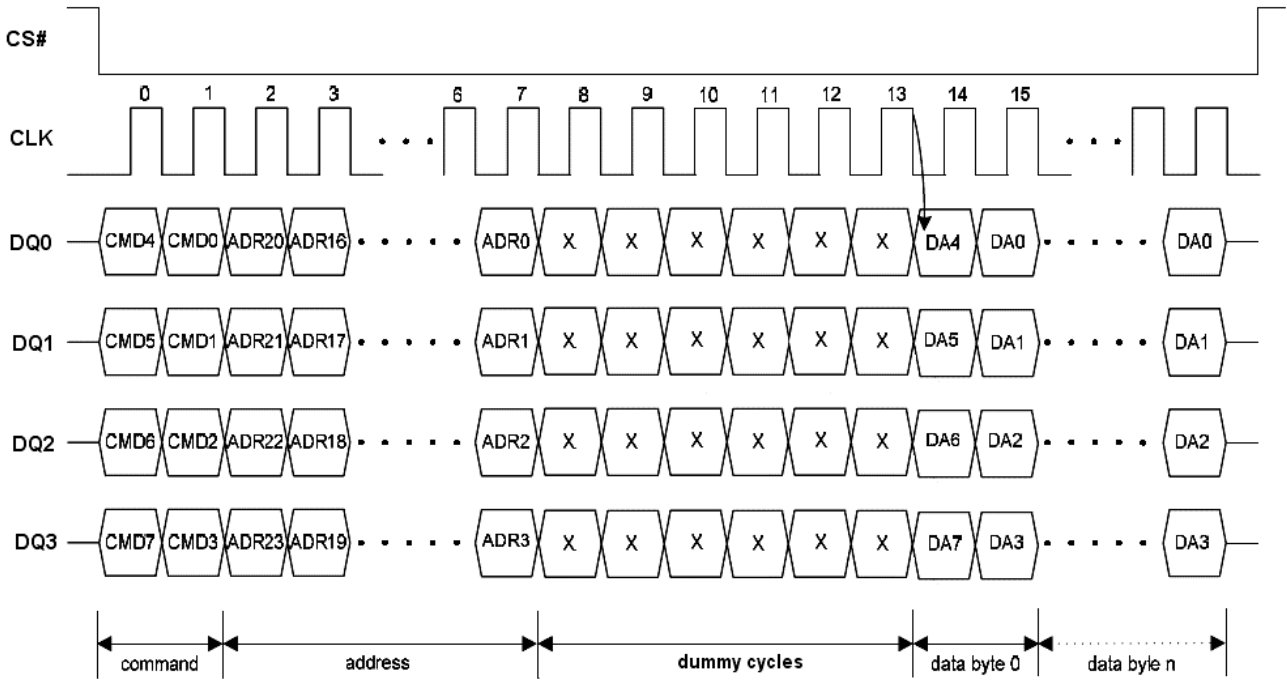 CS#
0 1 2 3 6 7 8 9 10 11 12 13 14 15
CLK
DQ0 CMD4 CMD0 ADR20 ADR16 ADR0 X X X X X X DA4 DA0 DA0
DQ1 CMD5 CMD1 ADR21 ADR17 ADR1 X X X X X X DA5 DA1 DA1
DQ2 CMD6 CMD2 ADR22 ADR18 ADR2 X X X X X X DA6 DA2 DA2
DQ3 CMD7 CMD3 ADR23 ADR19 ADR3 X X X X X X DA7 DA3 DA3
command address dummy cycles data byte 0 data byle n